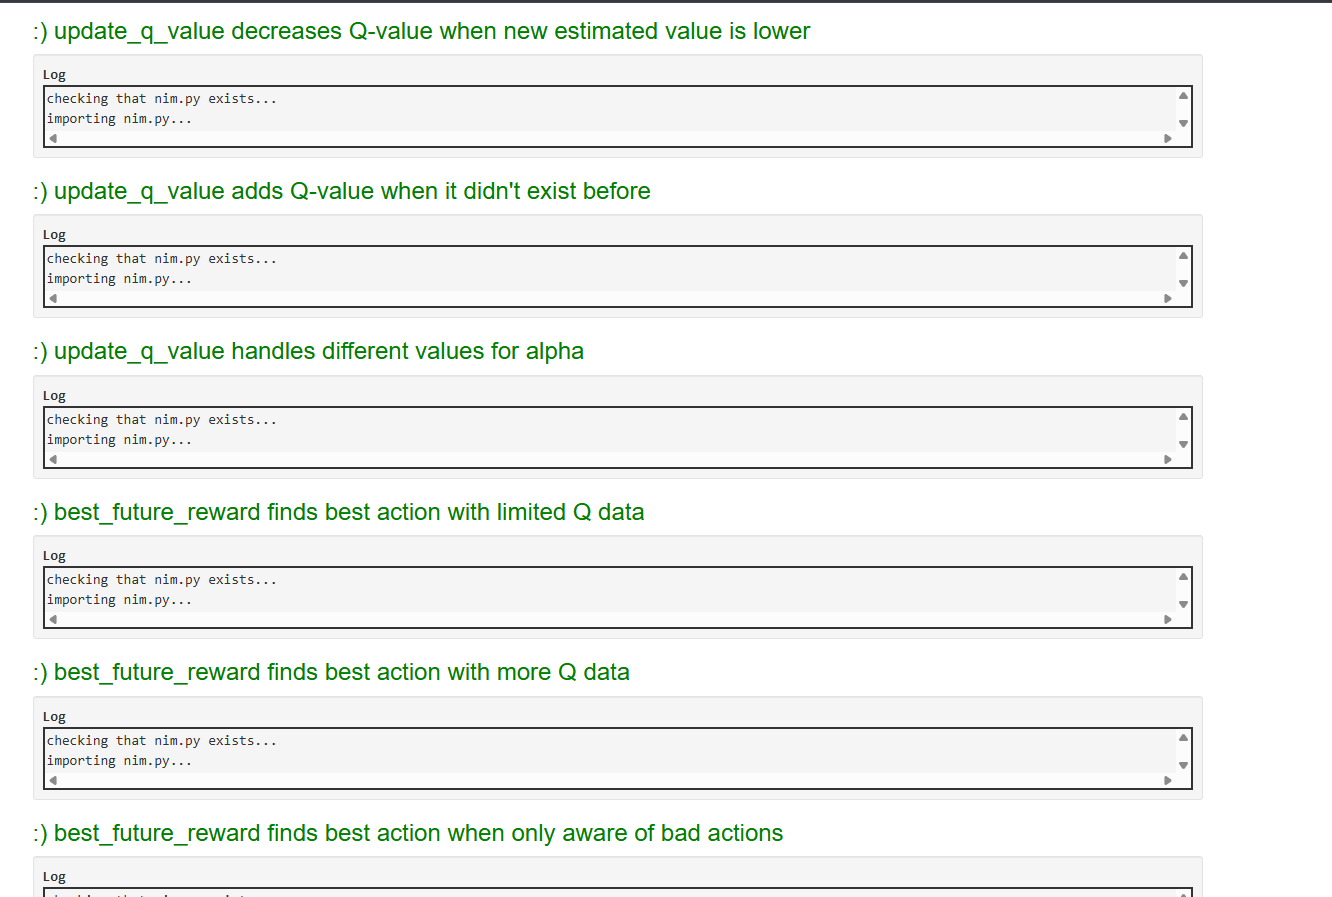 :) update_q_value decreases Q-value when new estimated value is lower
Log
checking that nim.py exists...
importing nim.py...
:) update_q_value adds Q-value when it didn't exist before
Log
checking that nim.py exists...
importing nim.py...
:) update_q_value handles different values for alpha
Log
checking that nim.py exists...
importing nim.py...
:) best_future_reward finds best action with limited Q data
Log
checking that nim.py exists...
importing nim.py...
:) best_future_reward finds best action with more Q data
Log
checking that nim.py exists...
importing nim.py...
:) best_future_reward finds best action when only aware of bad actions
Log